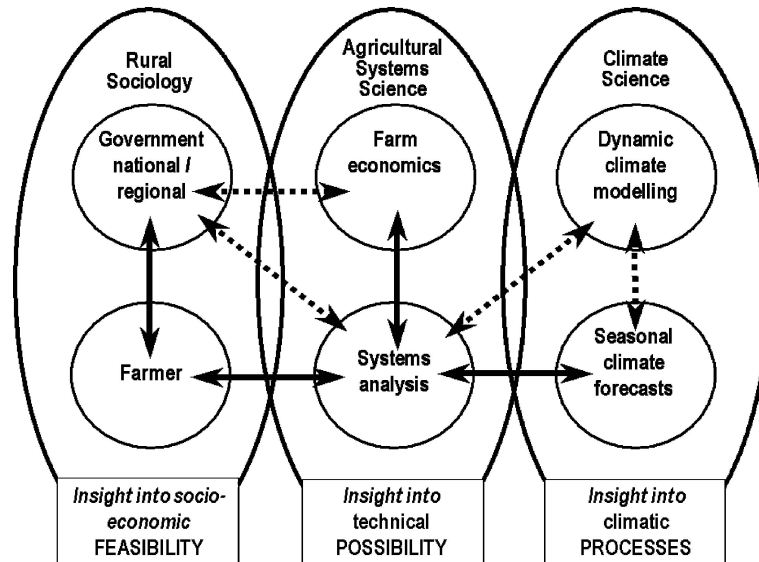 Rural
Sociology
Agricultural
Systems
Science
Climate
Science
Government
national /
regional
Farm
economics
Dynamic
climate
modelling
Farmer
Systems
analysis
Seasonal
climate
forecasts
Insight into socio-
economic
FEASIBILITY
Insight into
technical
POSSIBILITY
Insight into
climatic
PROCESSES